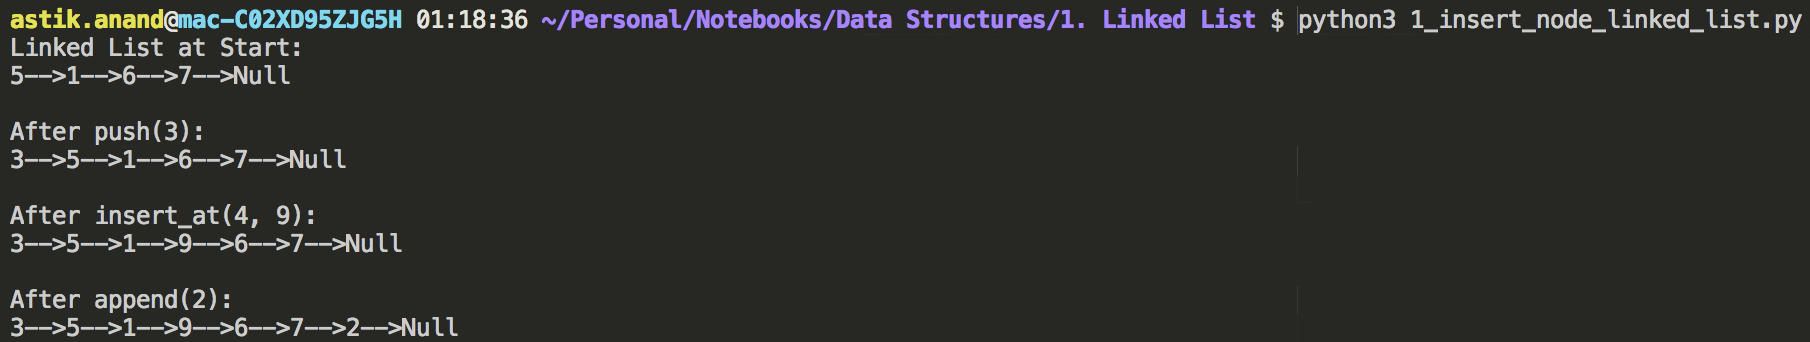 astik.anand@mac-C02XD95ZJG5H 01:18:36 ~/Personal/Notebooks/Data Structures/1. Linked List $ python3 1_insert_node_linked_list.py
Linked List at Start:
5-->1-->6-->7-->Null
After push(3):
3-->5-->1-->6-->7-->Null
After insert_at(4, 9):
3-->5-->1-->9-->6-->7-->Null
After append(2):
3-->5-->1-->9-->6-->7-->2-->Null